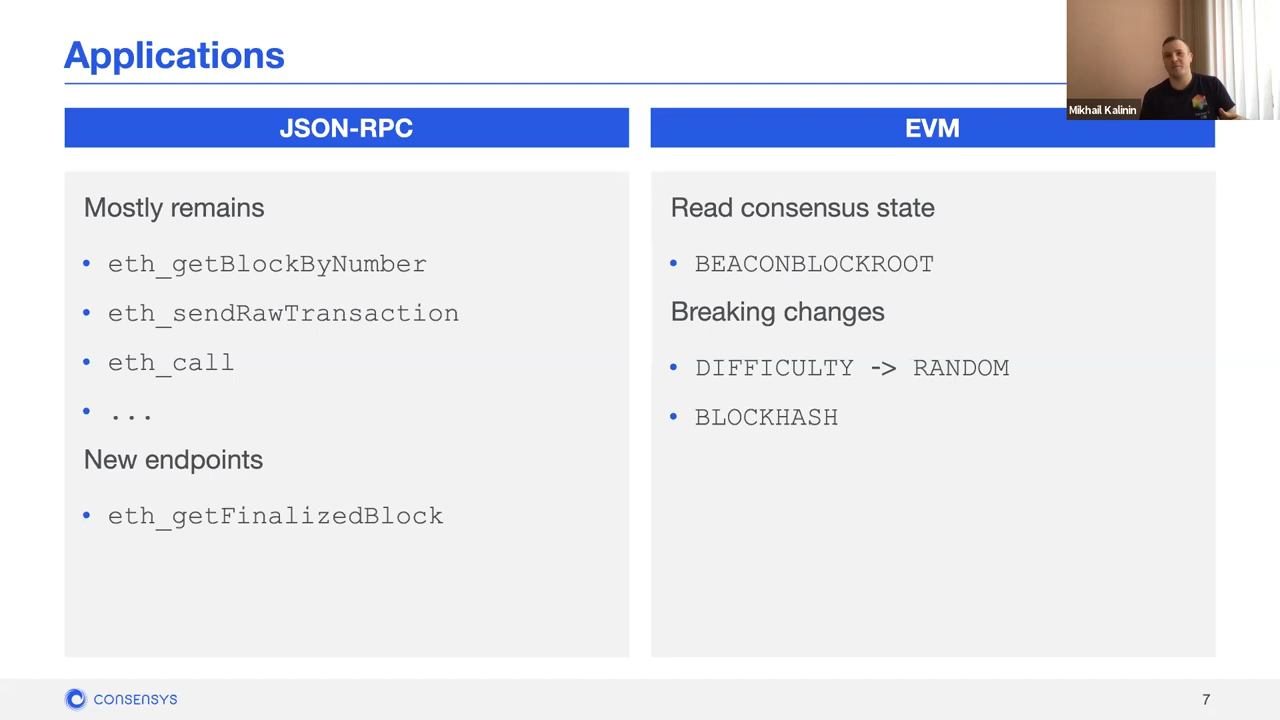 Applications
Mikhail Kalinin
JSON-RPC
Mostly remains
• eth_getBlockByNumber
• eth_sendRawTransaction
• eth_call
• ...
New endpoints
• eth_getFinalizedBlock
EVM
Read consensus state
• BEACONBLOCKROOT
Breaking changes
• DIFFICULTY -> RANDOM
• BLOCKHASH
CONSENSYS
7